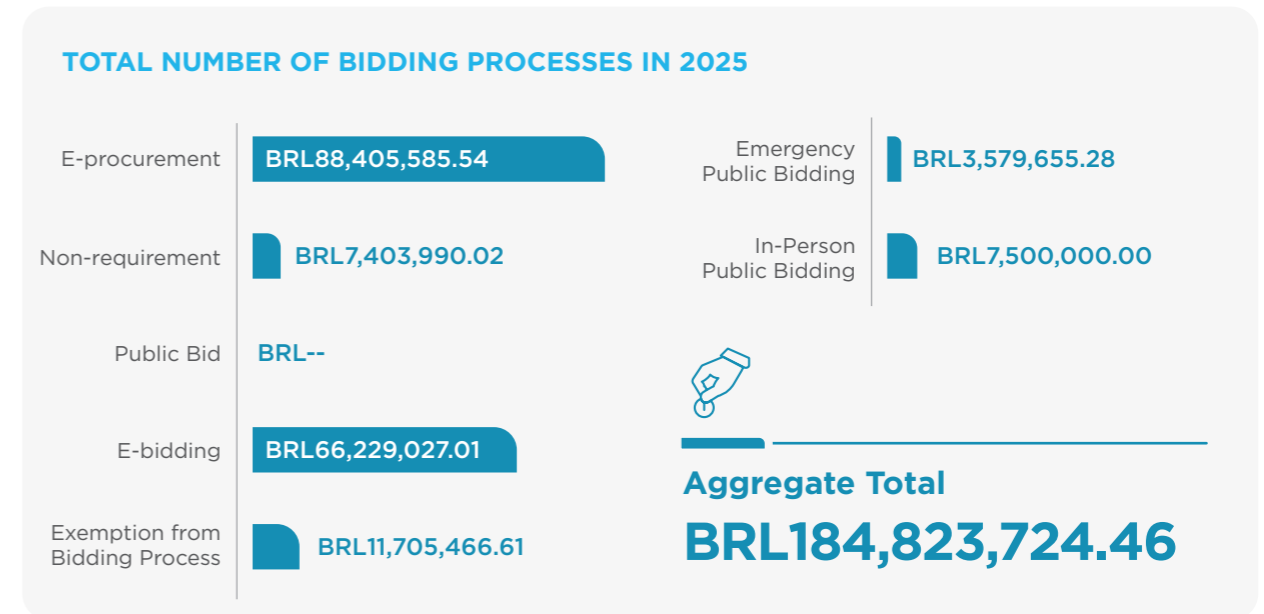 TOTAL NUMBER OF BIDDING PROCESSES IN 2025
E-procurement
BRL88,405,585.54
Non-requirement
BRL7,403,990.02
Public Bid
BRL--
E-bidding
BRL66,229,027.01
Exemption from
Bidding Process
BRL11,705,466.61
Emergency
Public Bidding
BRL3,579,655.28
In-Person
Public Bidding
BRL7,500,000.00
Aggregate Total
BRL184,823,724.46